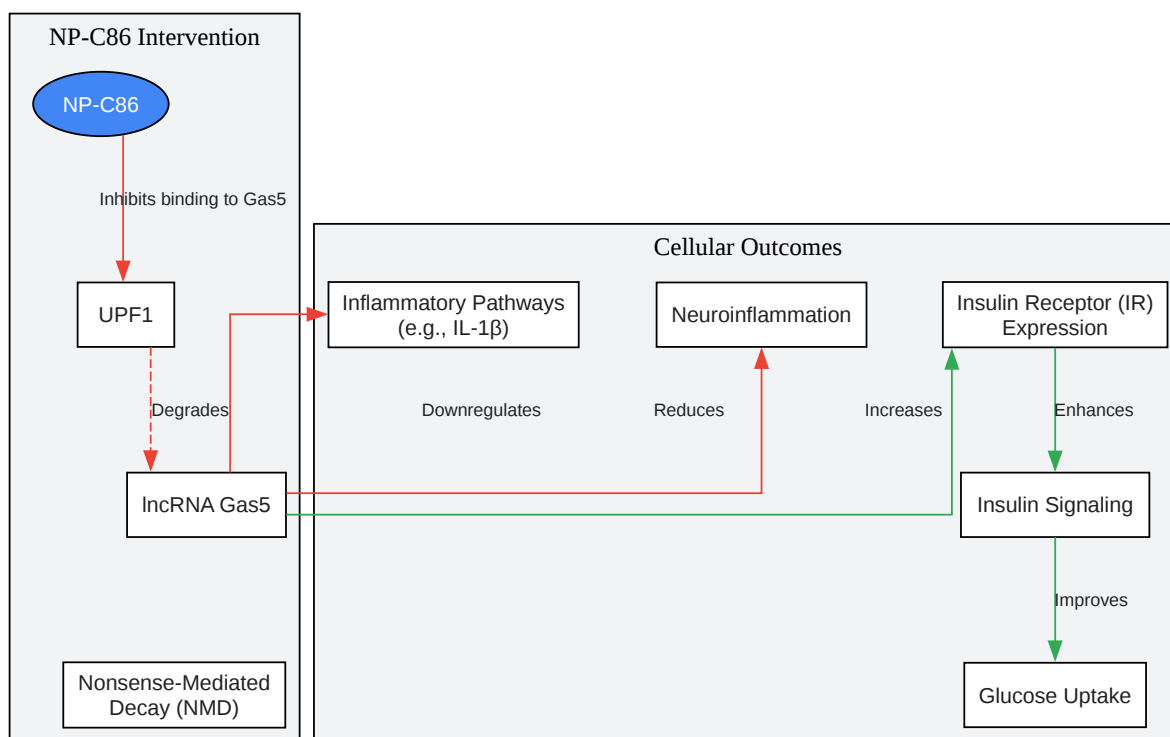 NP-C86 Intervention
NP-C86
Inhibits binding to Gas5
Cellular Outcomes
UPF1
Inflammatory Pathways
(e.g., IL-1β)
Neuroinflammation
Insulin Receptor (IR)
Expression
Degrades
Downregulates
Reduces
Increases
Enhances
lncRNA Gas5
Insulin Signaling
Improves
Nonsense-Mediated
Decay (NMD)
Glucose Uptake